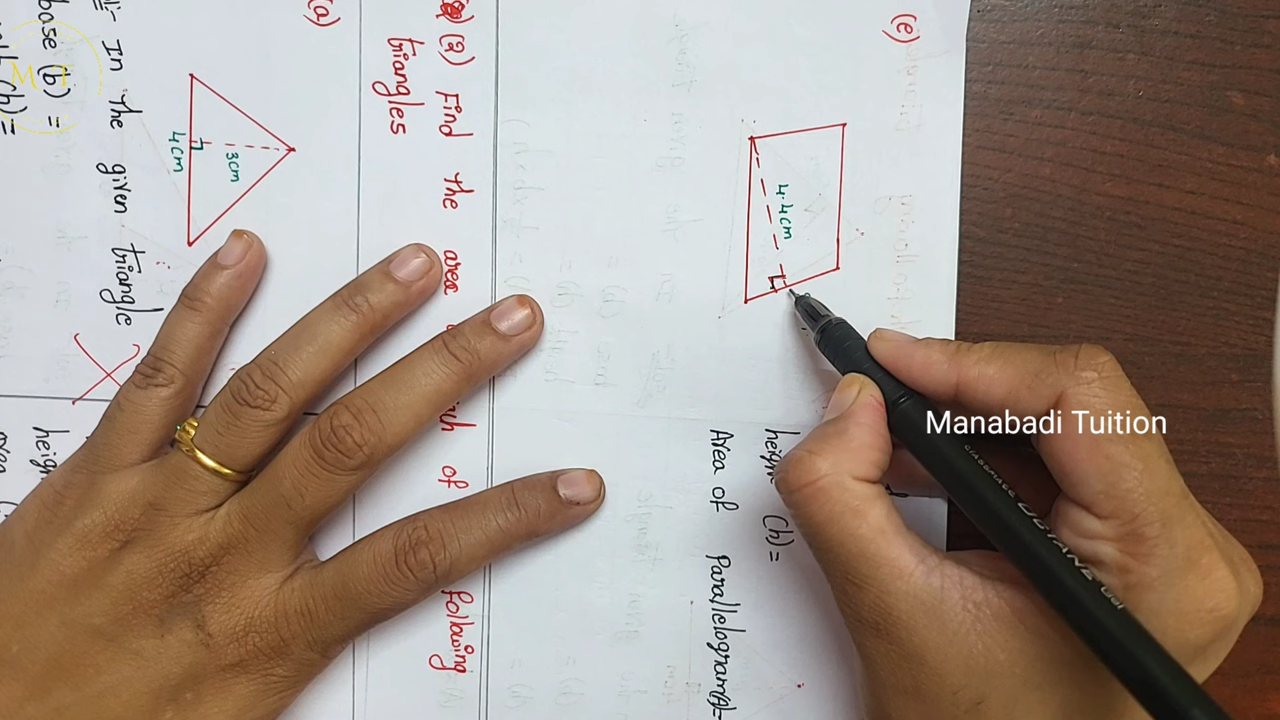 (e)
4.4cm
height (h)=
Area of Parallelogram(A)=
(2) Find the area of following
triangles
(a)
3cm
4cm
In the given triangle
base (b) =
Manabadi Tuition